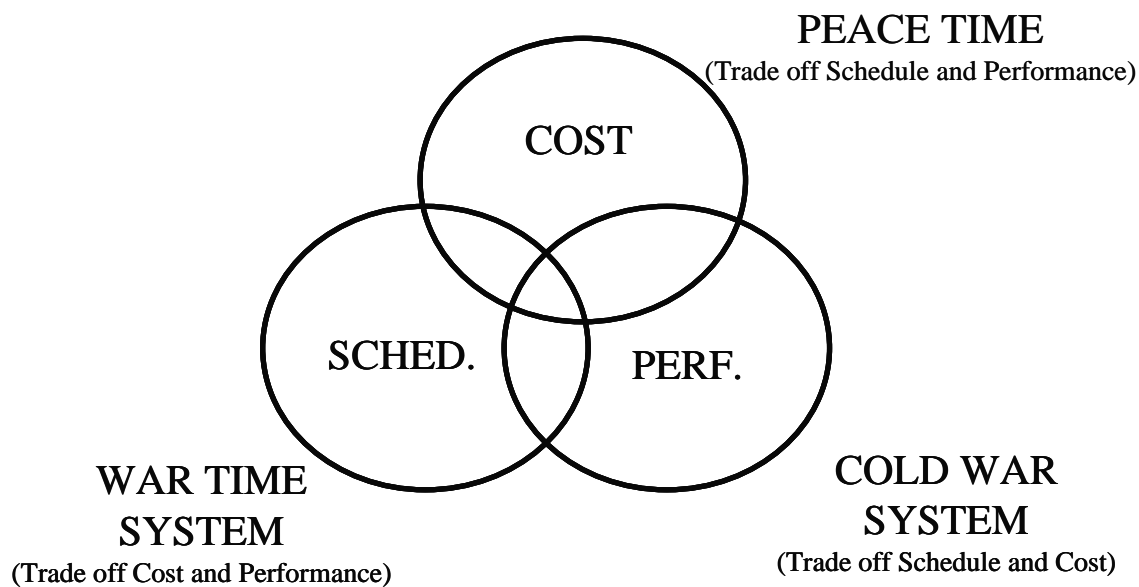 PEACE TIME
(Trade off Schedule and Performance)
COST
SCHED.
PERF.
WAR TIME
SYSTEM
(Trade off Cost and Performance)
COLD WAR
SYSTEM
(Trade off Schedule and Cost)